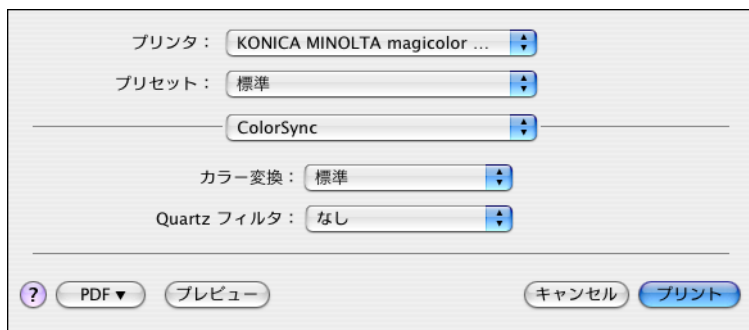 プリンタ： KONICA MINOLTA magicolor ...
プリセット： 標準
ColorSync
カラー変換： 標準
Quartz フィルタ： なし
? PDF▼ プレビュー キャンセル プリント